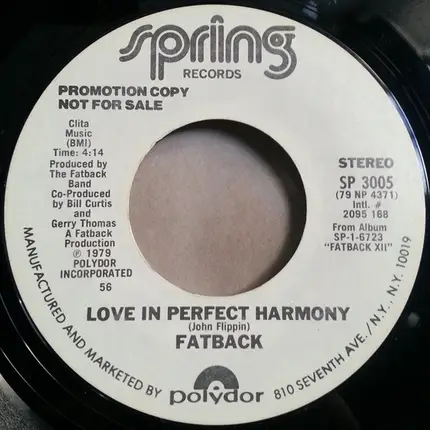 spring
RECORDS
PROMOTION COPY
NOT FOR SALE
Clita
Music
(BMI)
Time: 4:14
Produced by
The Fatback
Band
Co-Produced
by Bill Curtis
and
Gerry Thomas
A Fatback
Production
℗ 1979
POLYDOR
INCORPORATED
56
STEREO
SP 3005
(79 NP 4371)
Intl. #
2095 168
From Album
SP-1-6723
"FATBACK XII"
LOVE IN PERFECT HARMONY
(John Flippin)
FATBACK
MANUFACTURED AND MARKETED BY polydor 810 SEVENTH AVE./N.Y., N.Y. 10019